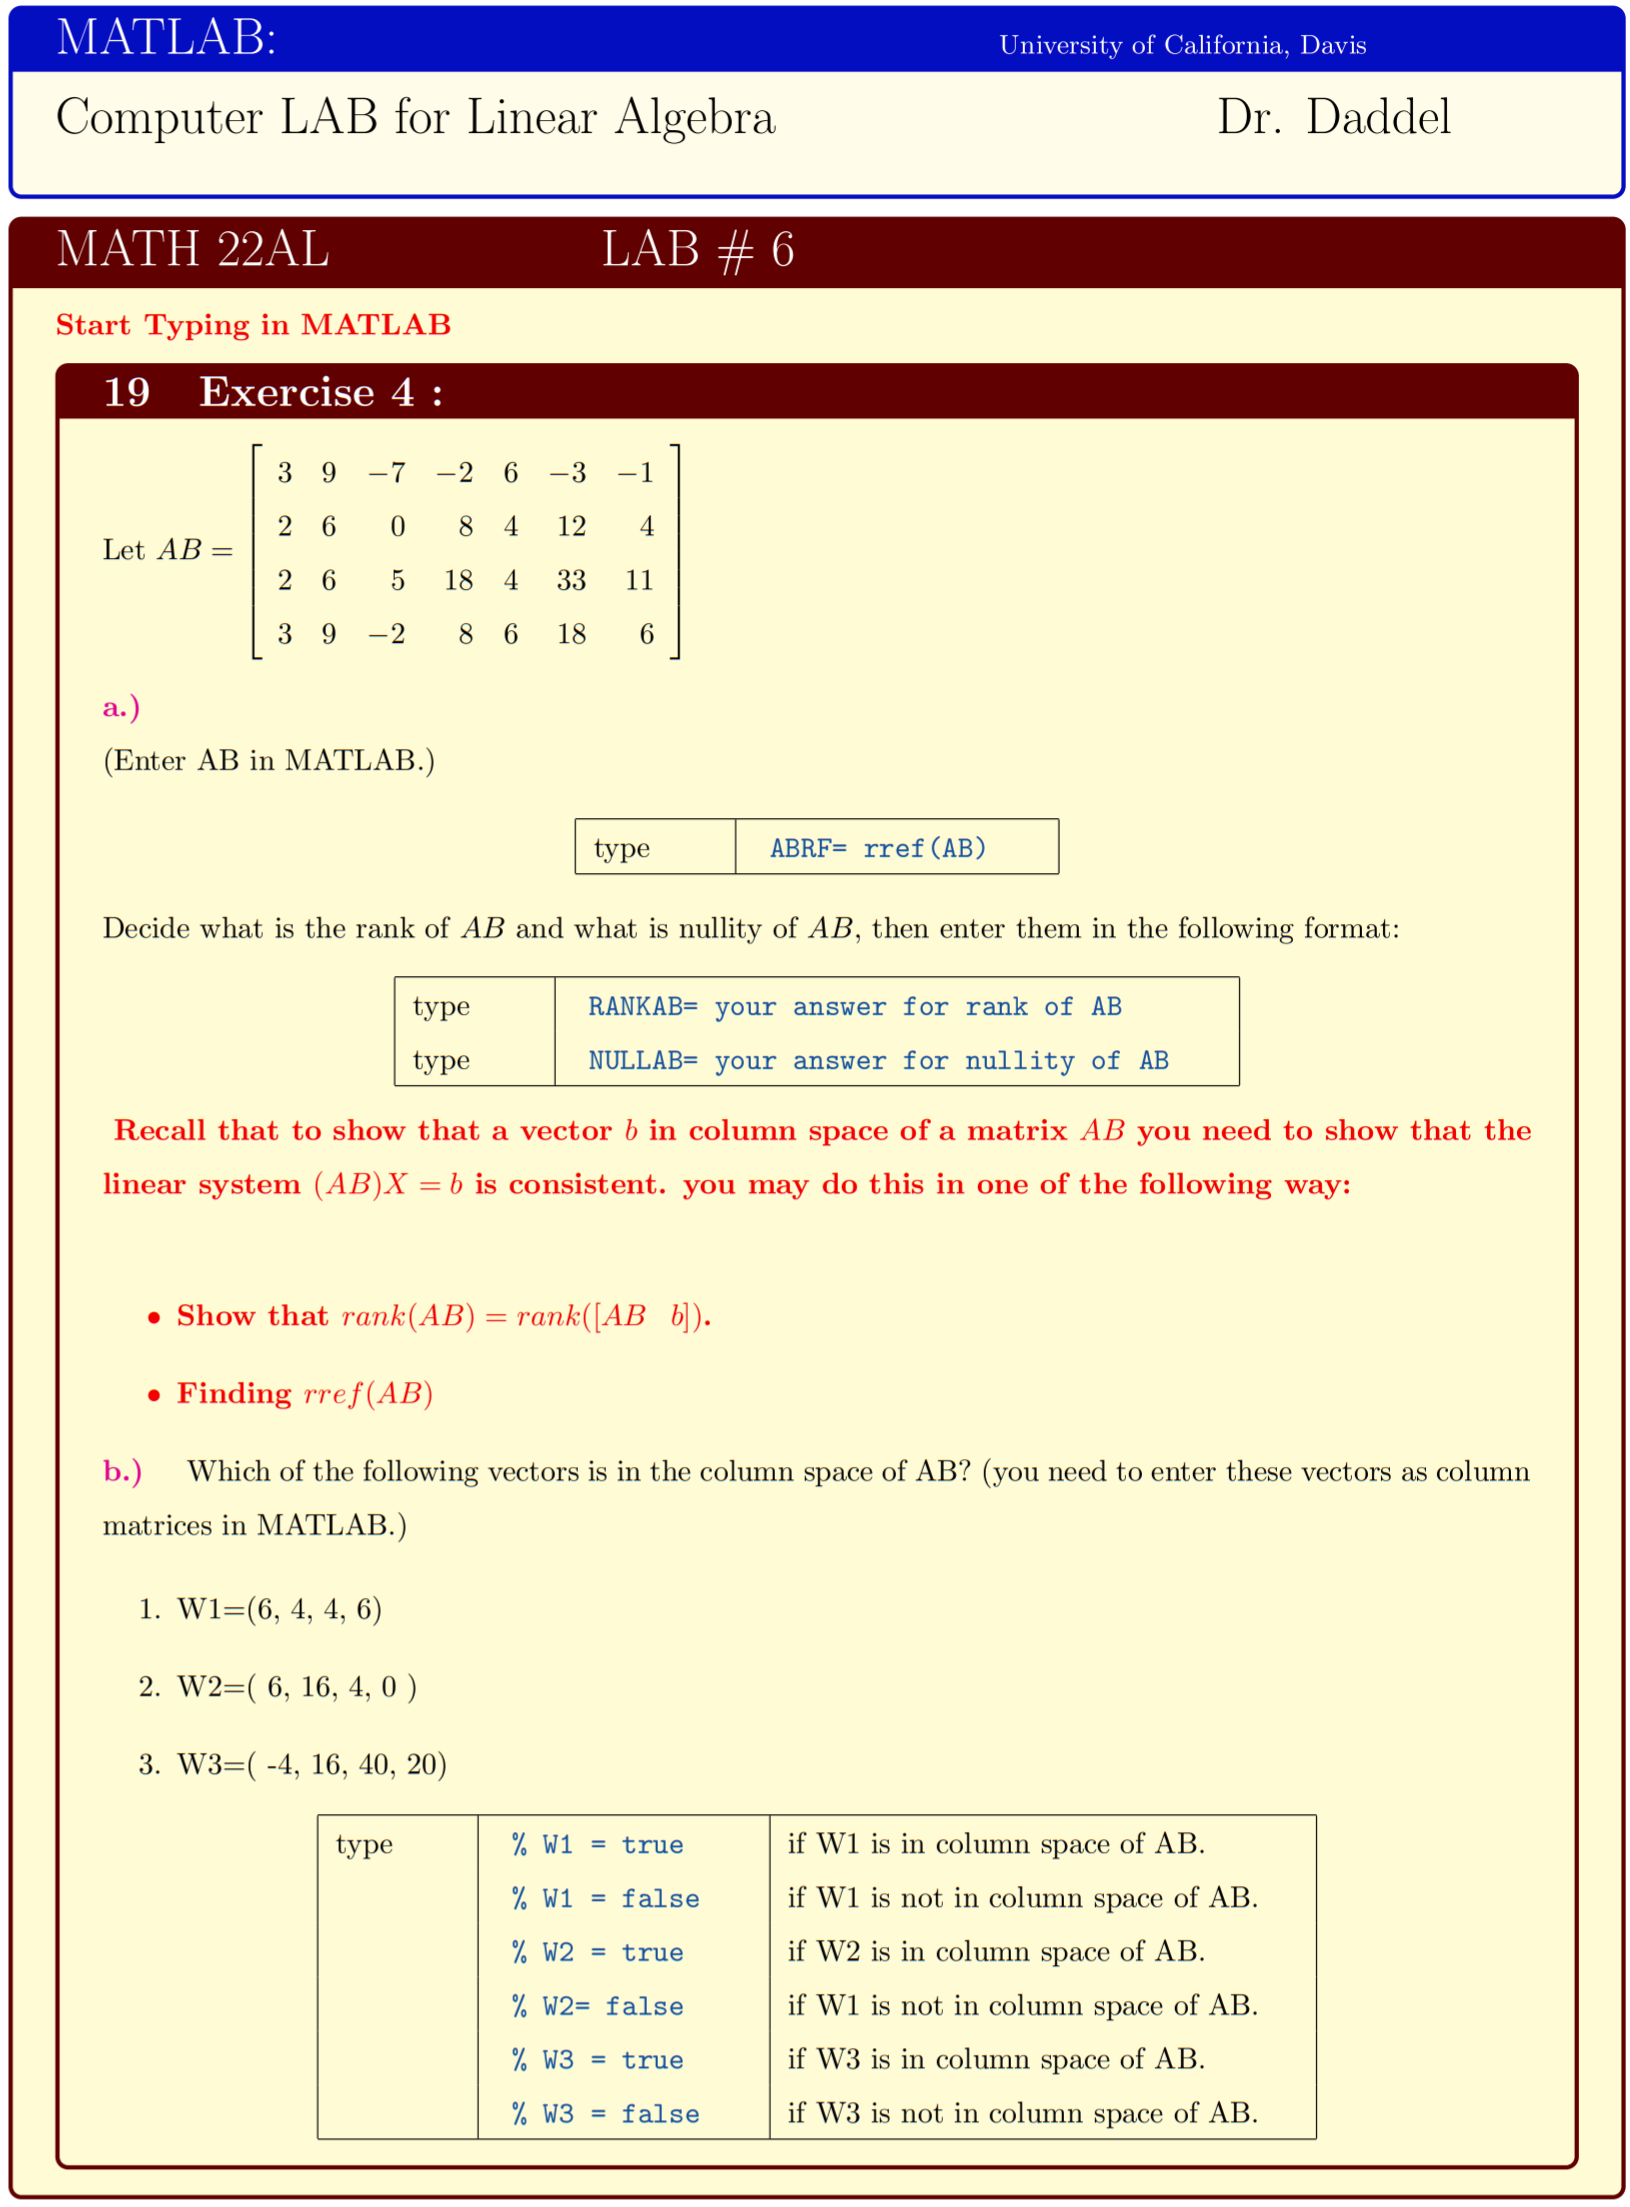 MATLAB: University of California, Davis
Computer LAB for Linear Algebra Dr. Daddel
MATH 22AL LAB # 6
Start Typing in MATLAB
19 Exercise 4 :
3 9 −7 −2 6 −3 −1
2 6 0 8 4 12 4
Let AB =
2 6 5 18 4 33 11
3 9 −2 8 6 18 6
a.)
(Enter AB in MATLAB.)
type ABRF= rref(AB)
Decide what is the rank of AB and what is nullity of AB, then enter them in the following format:
type RANKAB= your answer for rank of AB
type NULLAB= your answer for nullity of AB
Recall that to show that a vector b in column space of a matrix AB you need to show that the
linear system (AB)X = b is consistent. you may do this in one of the following way:
• Show that rank(AB) = rank([AB b]).
• Finding rref(AB)
b.) Which of the following vectors is in the column space of AB? (you need to enter these vectors as column
matrices in MATLAB.)
1. W1=(6, 4, 4, 6)
2. W2=( 6, 16, 4, 0 )
3. W3=( -4, 16, 40, 20)
type % W1 = true if W1 is in column space of AB.
% W1 = false if W1 is not in column space of AB.
% W2 = true if W2 is in column space of AB.
% W2= false if W1 is not in column space of AB.
% W3 = true if W3 is in column space of AB.
% W3 = false if W3 is not in column space of AB.